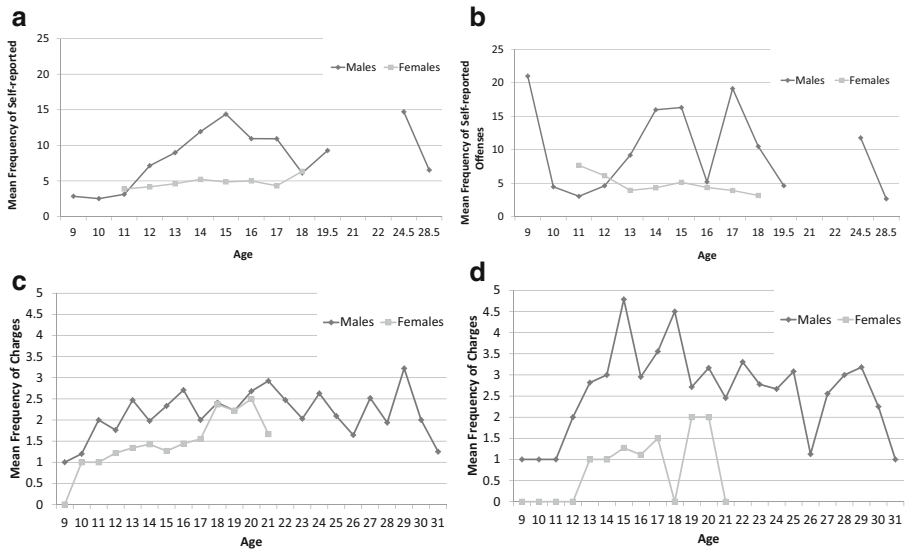 a
Mean Frequency of Self-reported
25
20
15
10
5
0
Males Females
9 10 11 12 13 14 15 16 17 18 19.5 21 22 24.5 28.5
Age
b
Mean Frequency of Self-reported
Offenses
25
20
15
10
5
0
Males Females
9 10 11 12 13 14 15 16 17 18 19.5 21 22 24.5 28.5
Age
c
Mean Frequency of Charges
5
4.5
4
3.5
3
2.5
2
1.5
1
0.5
0
Males Females
9 10 11 12 13 14 15 16 17 18 19 20 21 22 23 24 25 26 27 28 29 30 31
Age
d
Mean Frequency of Charges
5
4.5
4
3.5
3
2.5
2
1.5
1
0.5
0
Males Females
9 10 11 12 13 14 15 16 17 18 19 20 21 22 23 24 25 26 27 28 29 30 31
Age